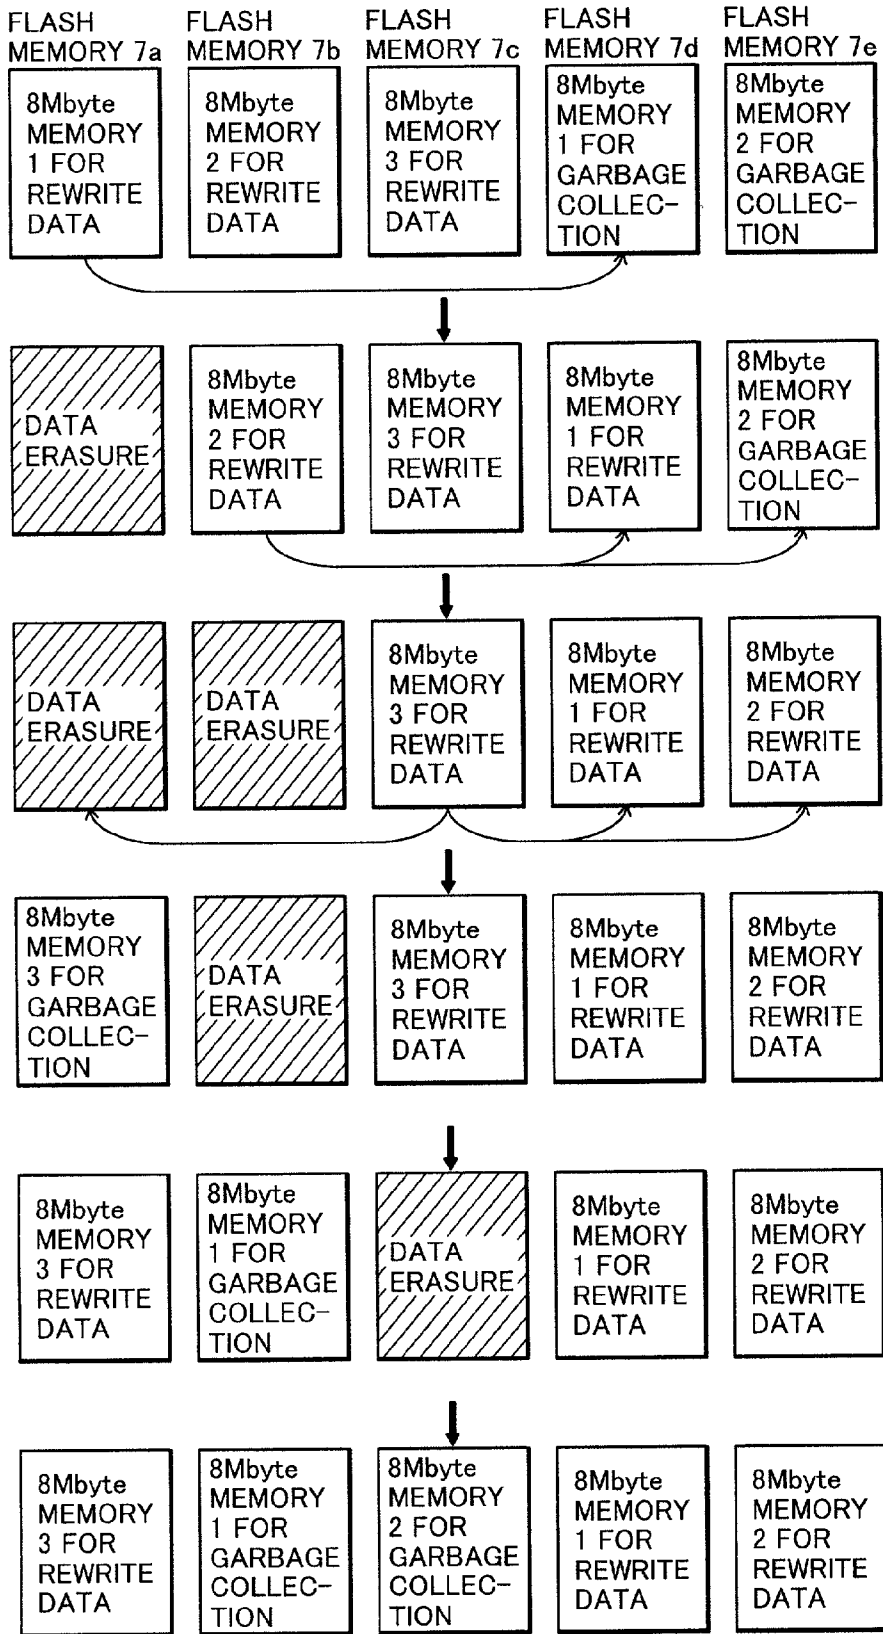 FLASH
MEMORY 7a
FLASH
MEMORY 7b
FLASH
MEMORY 7c
FLASH
MEMORY 7d
FLASH
MEMORY 7e
8Mbyte
MEMORY
1 FOR
REWRITE
DATA
8Mbyte
MEMORY
2 FOR
REWRITE
DATA
8Mbyte
MEMORY
3 FOR
REWRITE
DATA
8Mbyte
MEMORY
1 FOR
GARBAGE
COLLEC-
TION
8Mbyte
MEMORY
2 FOR
GARBAGE
COLLEC-
TION
DATA
ERASURE
8Mbyte
MEMORY
2 FOR
REWRITE
DATA
8Mbyte
MEMORY
3 FOR
REWRITE
DATA
8Mbyte
MEMORY
1 FOR
REWRITE
DATA
8Mbyte
MEMORY
2 FOR
GARBAGE
COLLEC-
TION
DATA
ERASURE
DATA
ERASURE
8Mbyte
MEMORY
3 FOR
REWRITE
DATA
8Mbyte
MEMORY
1 FOR
REWRITE
DATA
8Mbyte
MEMORY
2 FOR
REWRITE
DATA
8Mbyte
MEMORY
3 FOR
GARBAGE
COLLEC-
TION
DATA
ERASURE
8Mbyte
MEMORY
3 FOR
REWRITE
DATA
8Mbyte
MEMORY
1 FOR
REWRITE
DATA
8Mbyte
MEMORY
2 FOR
REWRITE
DATA
8Mbyte
MEMORY
3 FOR
REWRITE
DATA
8Mbyte
MEMORY
1 FOR
GARBAGE
COLLEC-
TION
DATA
ERASURE
8Mbyte
MEMORY
1 FOR
REWRITE
DATA
8Mbyte
MEMORY
2 FOR
REWRITE
DATA
8Mbyte
MEMORY
3 FOR
REWRITE
DATA
8Mbyte
MEMORY
1 FOR
GARBAGE
COLLEC-
TION
8Mbyte
MEMORY
2 FOR
GARBAGE
COLLEC-
TION
8Mbyte
MEMORY
1 FOR
REWRITE
DATA
8Mbyte
MEMORY
2 FOR
REWRITE
DATA